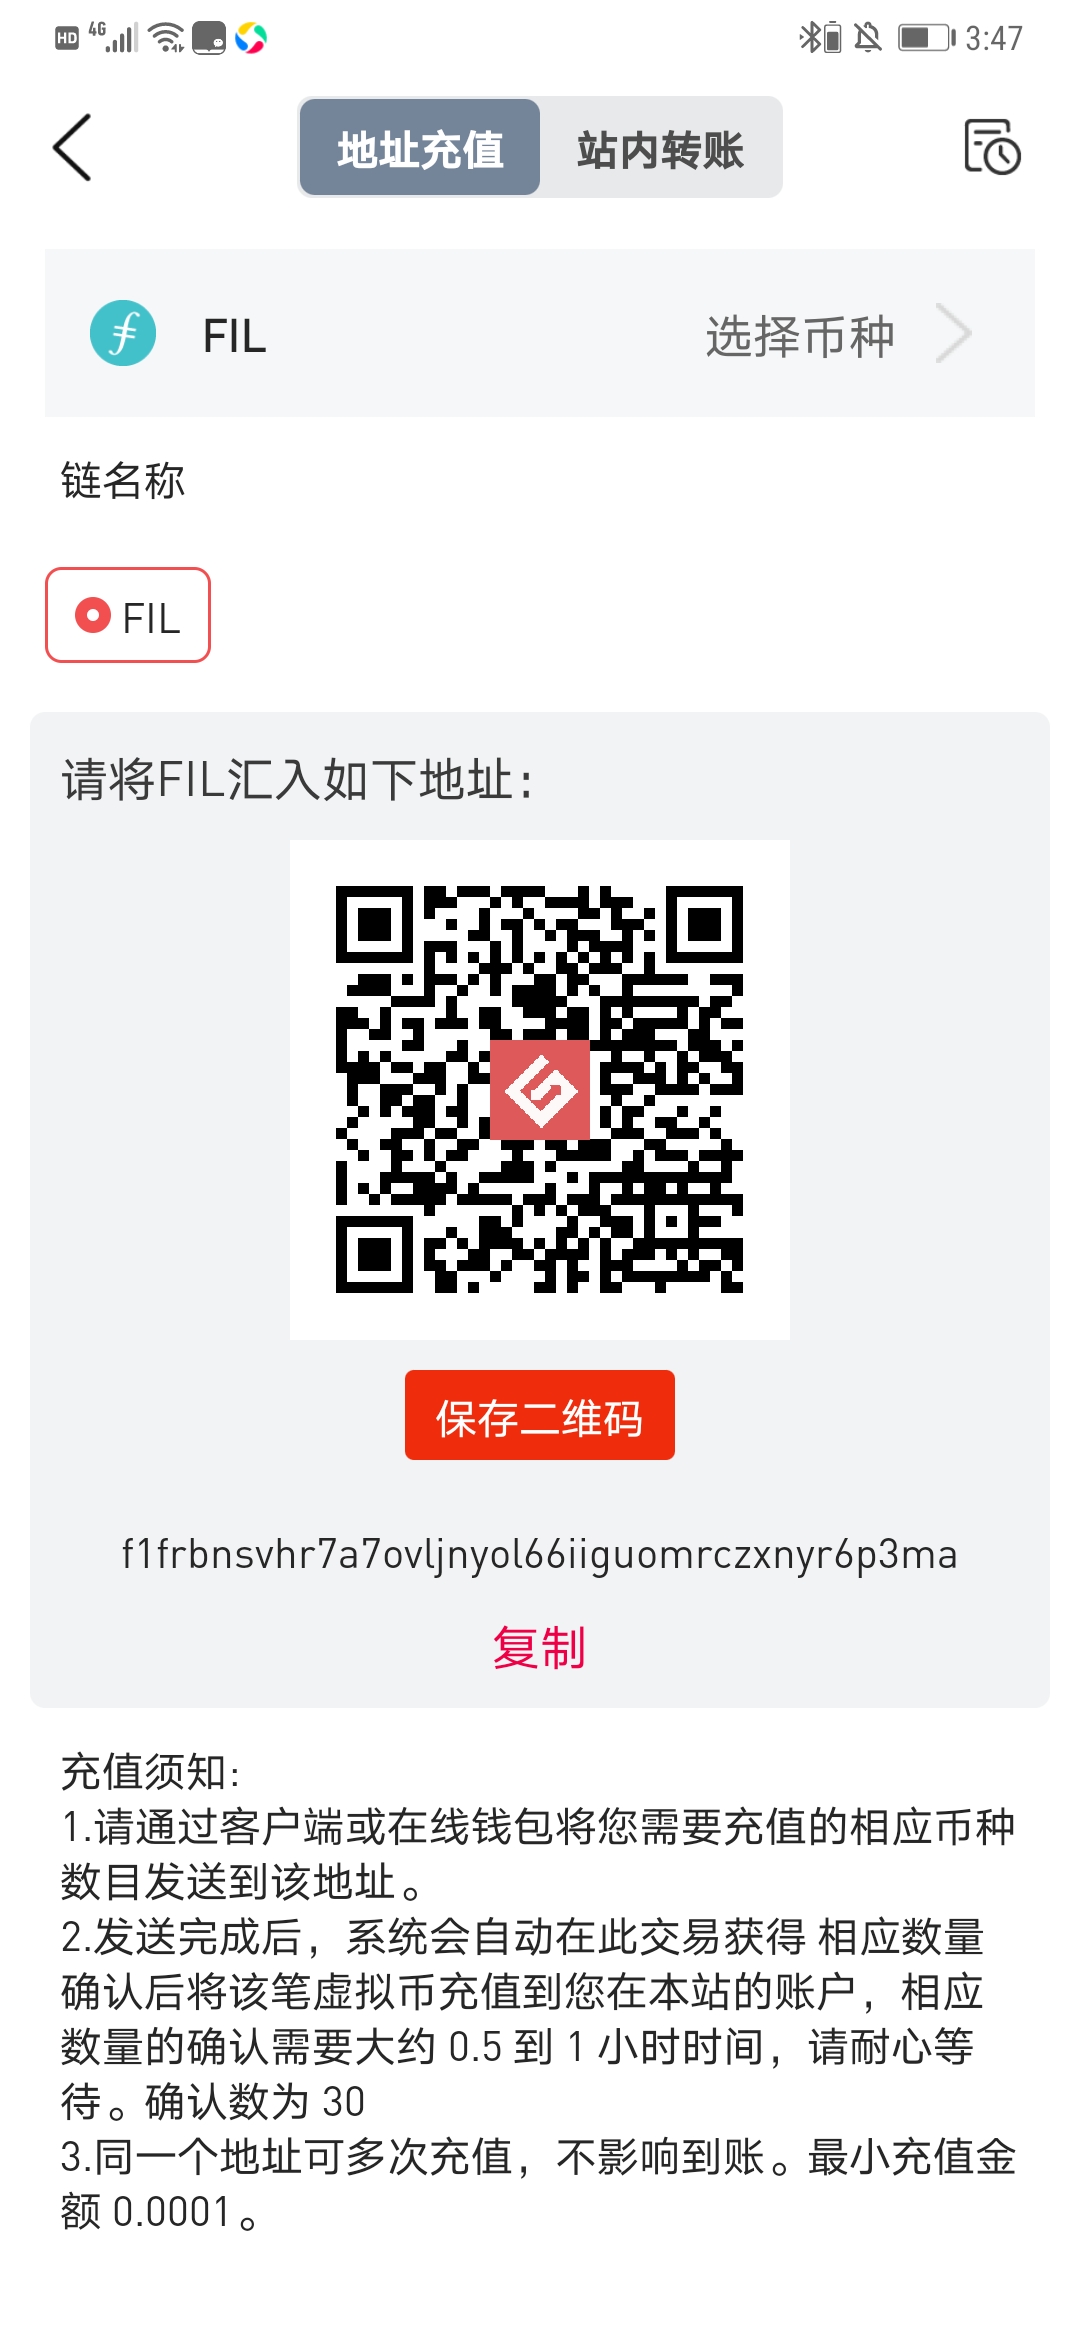 HD 4G 3:47
地址充值 站内转账
FIL 选择币种
链名称
FIL
请将FIL汇入如下地址:
保存二维码
f1frbnsvhr7a7ovljnyol66iiguomrczxnyr6p3ma
复制
充值须知:
1.请通过客户端或在线钱包将您需要充值的相应币种
数目发送到该地址。
2.发送完成后，系统会自动在此交易获得 相应数量
确认后将该笔虚拟币充值到您在本站的账户，相应
数量的确认需要大约 0.5 到 1 小时时间，请耐心等
待。确认数为 30
3.同一个地址可多次充值，不影响到账。最小充值金
额 0.0001。